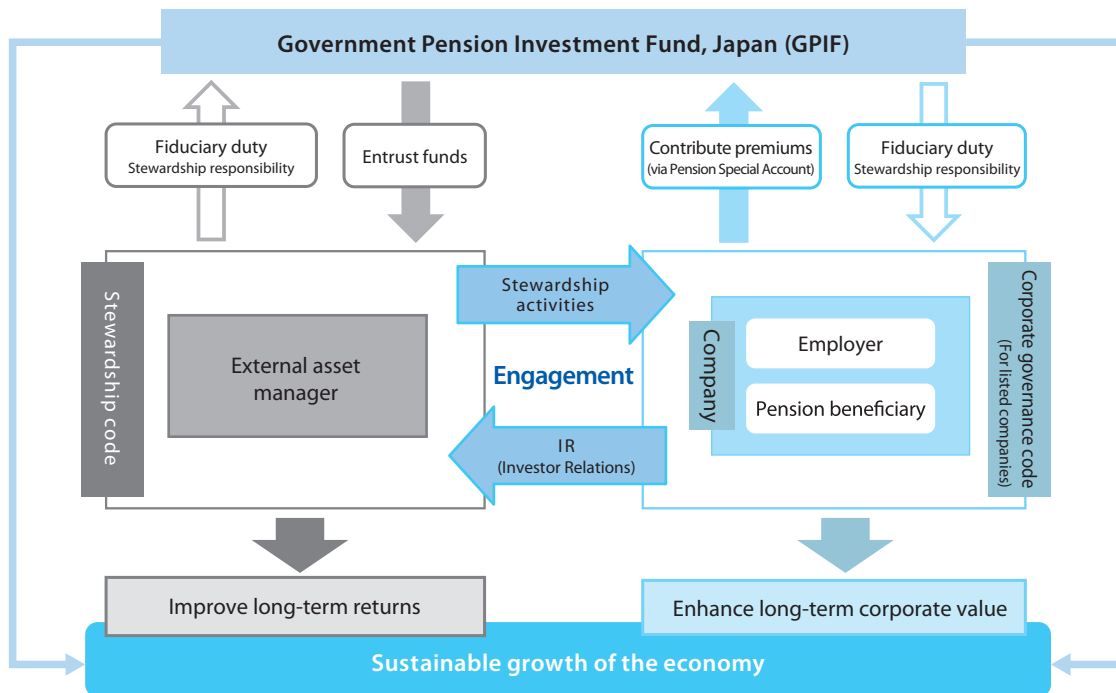 Government Pension Investment Fund, Japan (GPIF)
Fiduciary duty
Stewardship responsibility
Entrust funds
Contribute premiums
(via Pension Special Account)
Fiduciary duty
Stewardship responsibility
Stewardship code
External asset
manager
Stewardship
activities
Engagement
IR
(Investor Relations)
Company
Employer
Pension beneficiary
Corporate governance code
(For listed companies)
Improve long-term returns
Enhance long-term corporate value
Sustainable growth of the economy